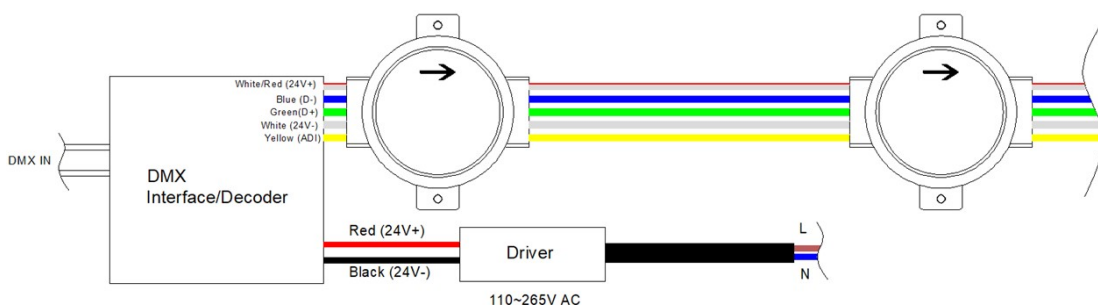 White/Red (24V+)
Blue (D-)
Green(D+)
White (24V-)
Yellow (ADI)
DMX IN
DMX
Interface/Decoder
Red (24V+)
Black (24V-)
Driver
L
N
110~265V AC